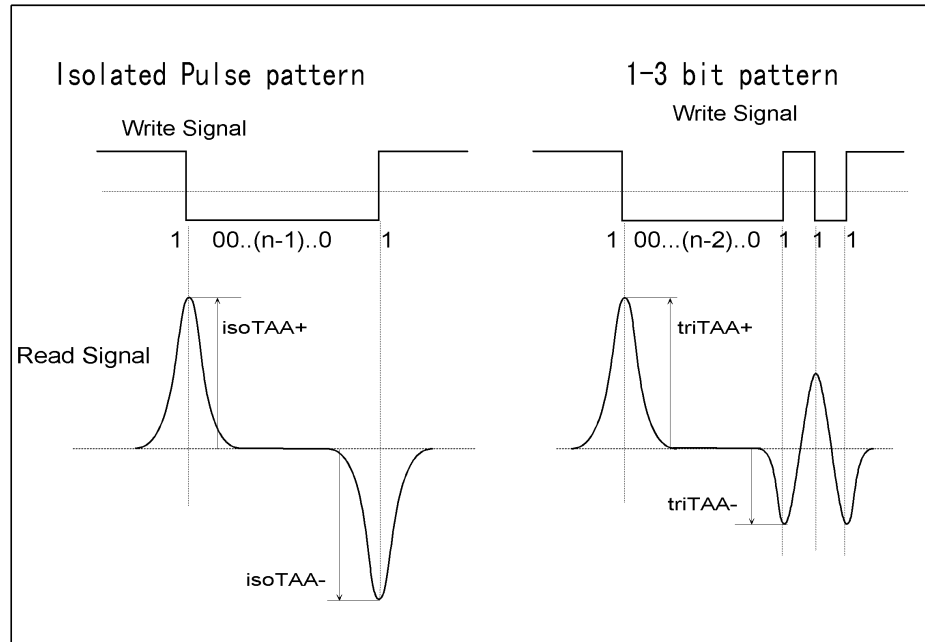 Isolated Pulse pattern
1-3 bit pattern
Write Signal
Write Signal
1 00..(n-1)..0 1
1 00...(n-2)..0 1 1 1
isoTAA+
triTAA+
Read Signal
triTAA-
isoTAA-